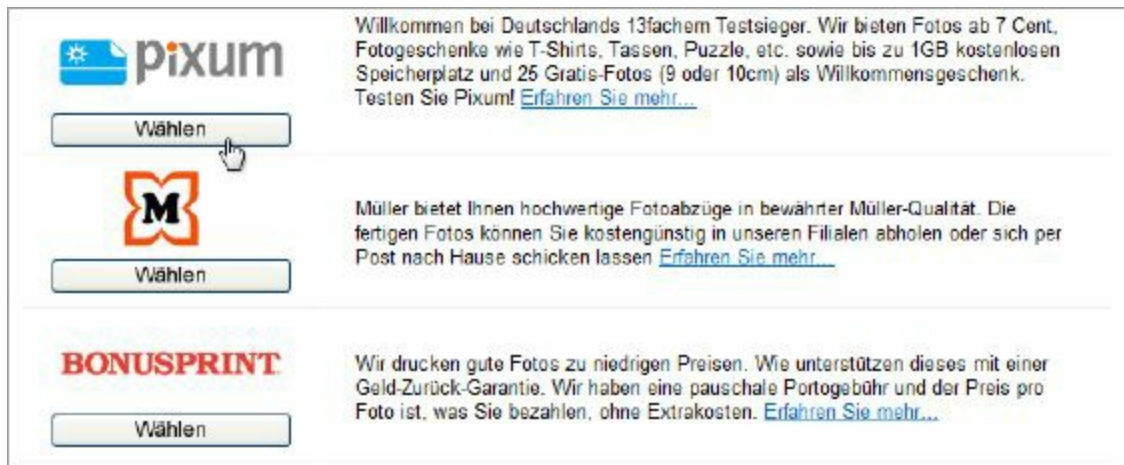 pixum
Willkommen bei Deutschlands 13fachem Testsieger. Wir bieten Fotos ab 7 Cent,
Fotogeschenke wie T-Shirts, Tassen, Puzzle, etc. sowie bis zu 1GB kostenlosen
Speicherplatz und 25 Gratis-Fotos (9 oder 10cm) als Willkommensgeschenk.
Testen Sie Pixum! Erfahren Sie mehr...
Wählen
M
Müller bietet Ihnen hochwertige Fotoabzüge in bewährter Müller-Qualität. Die
fertigen Fotos können Sie kostengünstig in unseren Filialen abholen oder sich per
Post nach Hause schicken lassen Erfahren Sie mehr...
Wählen
BONUSPRINT
Wir drucken gute Fotos zu niedrigen Preisen. Wie unterstützen dieses mit einer
Geld-Zurück-Garantie. Wir haben eine pauschale Portogebühr und der Preis pro
Foto ist, was Sie bezahlen, ohne Extrakosten. Erfahren Sie mehr...
Wählen